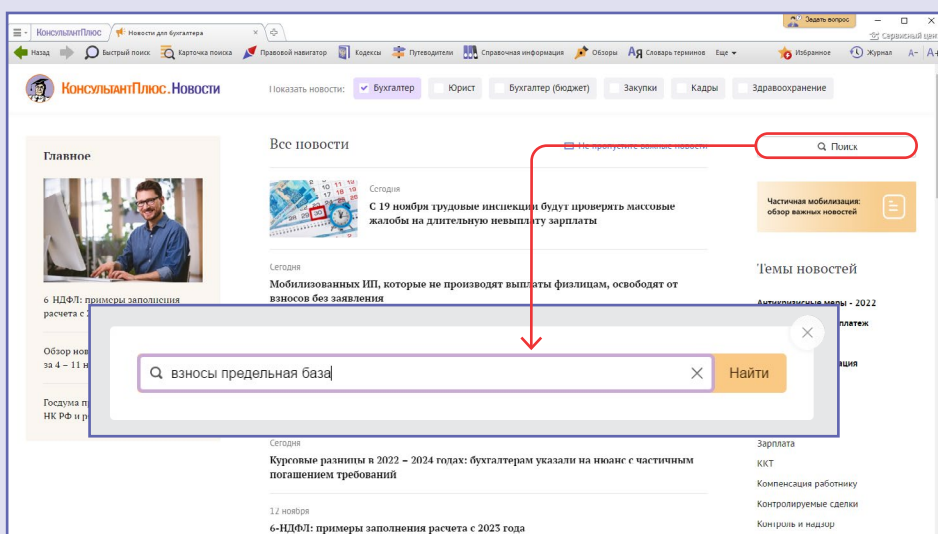 Задать вопрос
КонсультантПлюс
Новости для бухгалтера
Сервисный цен
Назад
Быстрый поиск
Карточка поиска
Правовой навигатор
Кодексы
Путеводители
Справочная информация
Обзоры
Словарь терминов
Еще
Избранное
Журнал
А-
А+
КонсультантПлюс.Новости
Показать новости:
Бухгалтер
Юрист
Бухгалтер (бюджет)
Закупки
Кадры
Здравоохранение
Главное
6 НДФЛ: примеры заполнения
расчета с
Обзор нов
за 4 – 11 н
Госдума п
НК РФ и р
Все новости
Не пропустите важные новости
Поиск
Сегодня
С 19 ноября трудовые инспекции будут проверять массовые
жалобы на длительную невыплату зарплаты
Сегодня
Мобилизованных ИП, которые не производят выплаты физлицам, освободят от
взносов без заявления
взносы предельная база
Найти
Сегодня
Курсовые разницы в 2022 – 2024 годах: бухгалтерам указали на нюанс с частичным
погашением требований
12 ноября
6-НДФЛ: примеры заполнения расчета с 2023 года
Частичная мобилизация:
обзор важных новостей
Темы новостей
Антикризисные меры - 2022
платеж
ация
Зарплата
ККТ
Компенсация работнику
Контролируемые сделки
Контроль и надзор